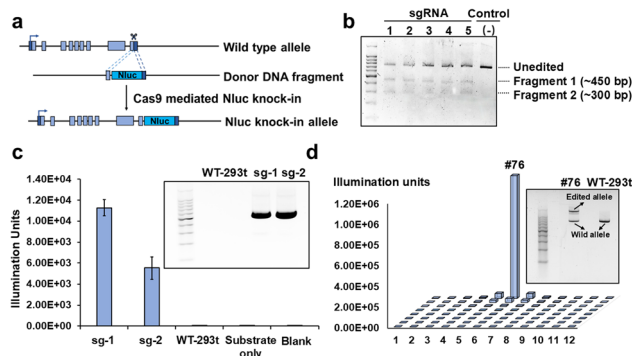 a
Wild type allele
Nluc
Donor DNA fragment
Cas9 mediated Nluc knock-in
Nluc
Nluc knock-in allele
b
sgRNA Control
1 2 3 4 5 (-)
Unedited
Fragment 1 (~450 bp)
Fragment 2 (~300 bp)
c
WT-293t sg-1 sg-2
Illumination Units
1.40E+04
1.20E+04
1.00E+04
8.00E+03
6.00E+03
4.00E+03
2.00E+03
0.00E+00
sg-1 sg-2 WT-293t Substrate only Blank
d
Illumination units
#76
#76 WT-293t
Edited allele
Wild allele
1.20E+06
1.00E+06
8.00E+05
6.00E+05
4.00E+05
2.00E+05
0.00E+00
1 2 3 4 5 6 7 8 9 10 11 12